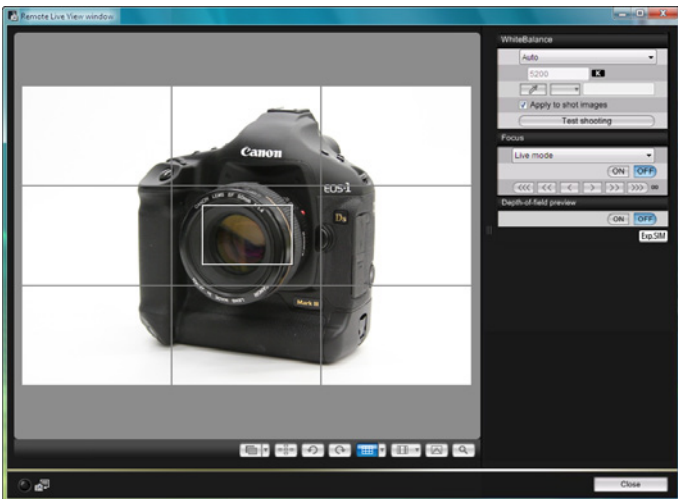 Remote Live View window
WhiteBalance
Auto
5200
K
Apply to shot images
Test shooting
Focus
Live mode
ON OFF
<<< << < > >> >>> ∞
Depth-of-field preview
ON OFF
Exp.SIM
Canon
EOS-1
Ds
Mark III
Close